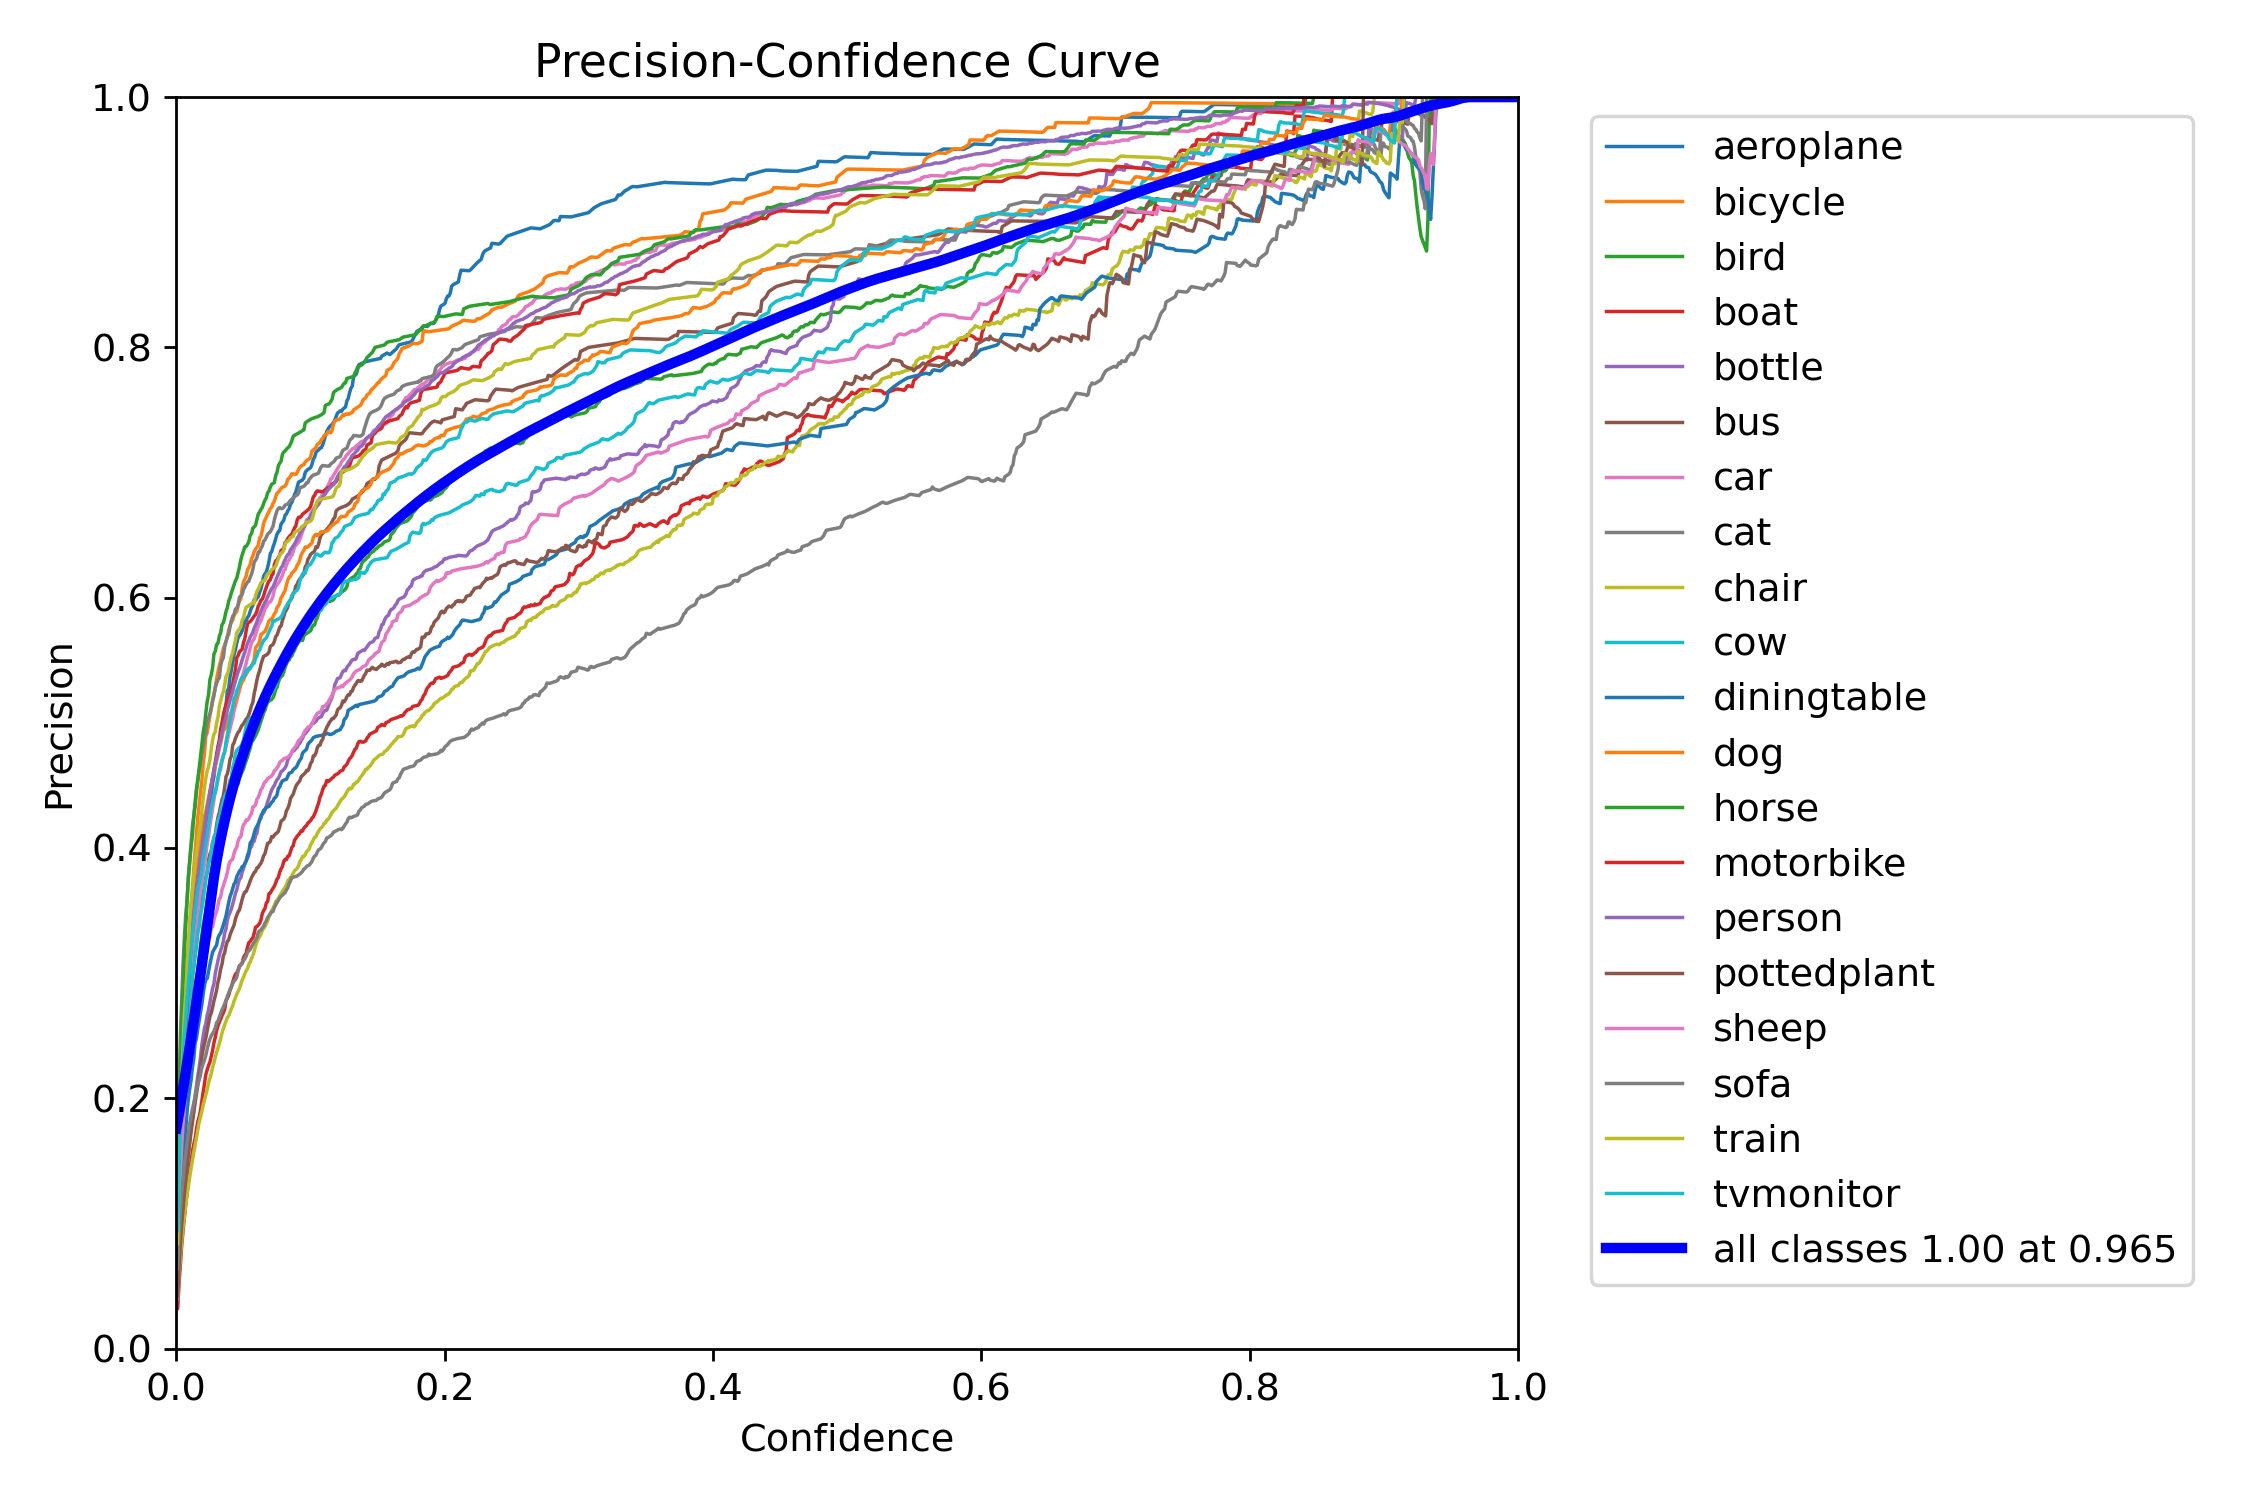 Precision-Confidence Curve
1.0
0.8
0.6
0.4
0.2
0.0
Precision
0.0 0.2 0.4 0.6 0.8 1.0
Confidence
aeroplane
bicycle
bird
boat
bottle
bus
car
cat
chair
cow
diningtable
dog
horse
motorbike
person
pottedplant
sheep
sofa
train
tvmonitor
all classes 1.00 at 0.965